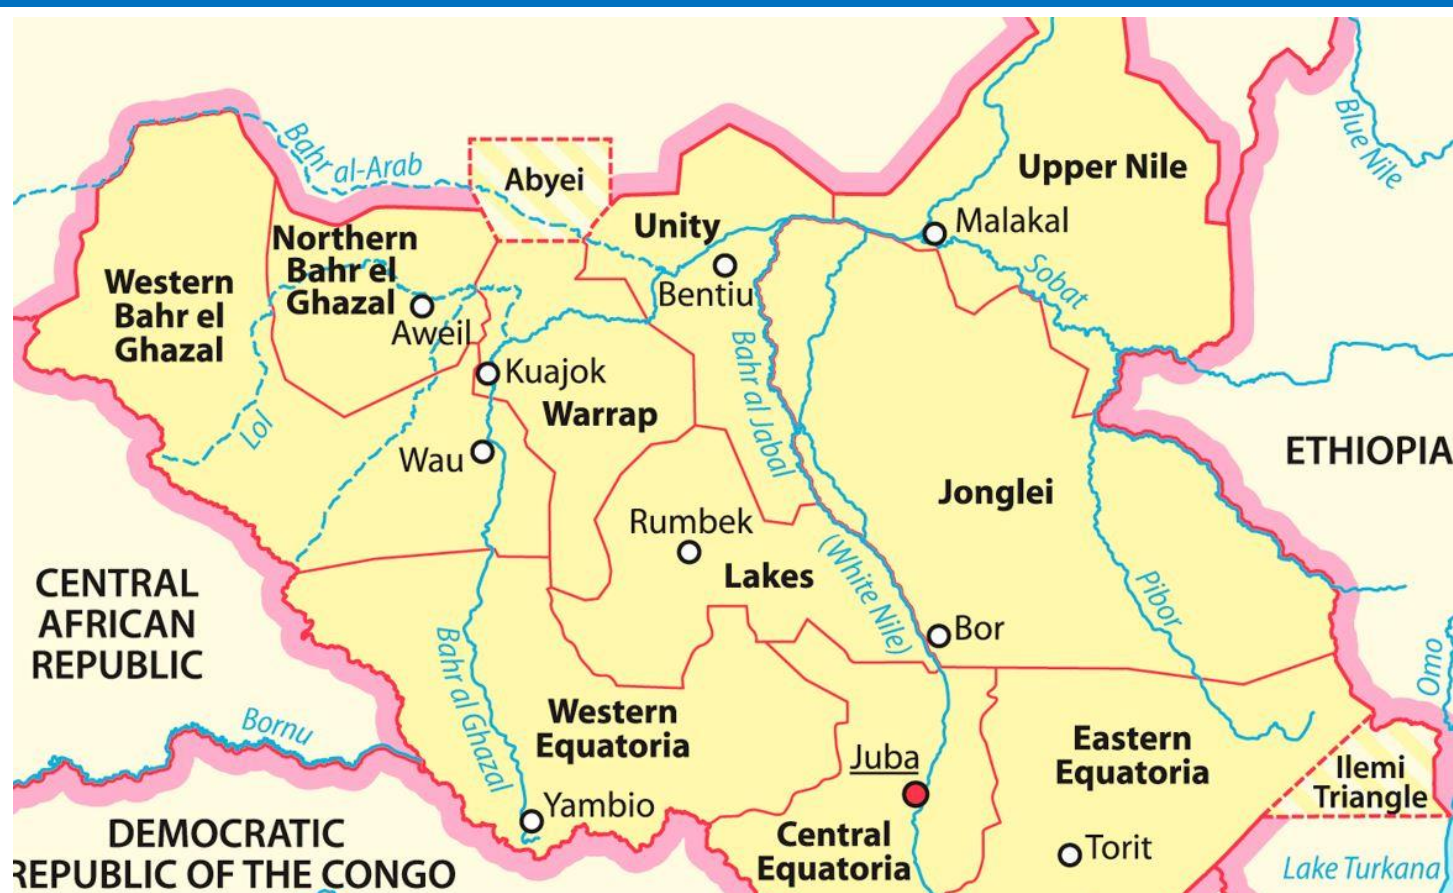 Bahr al-Arab
Abyei
Blue Nile
Upper Nile
Malakal
Unity
Northern
Bahr el
Ghazal
Western
Bahr el
Ghazal
Bentiu
Sobat
Aweil
Kuajok
Warrap
Bahr al Jabal
Lol
Wau
ETHIOPIA
Jonglei
Rumbek
Lakes
(White Nile)
CENTRAL
AFRICAN
REPUBLIC
Bor
Pibor
Omo
Bahr al Ghazal
Bornu
Western
Equatoria
Juba
Eastern
Equatoria
Ilemi
Triangle
Yambio
DEMOCRATIC
REPUBLIC OF THE CONGO
Central
Equatoria
Torit
Lake Turkana